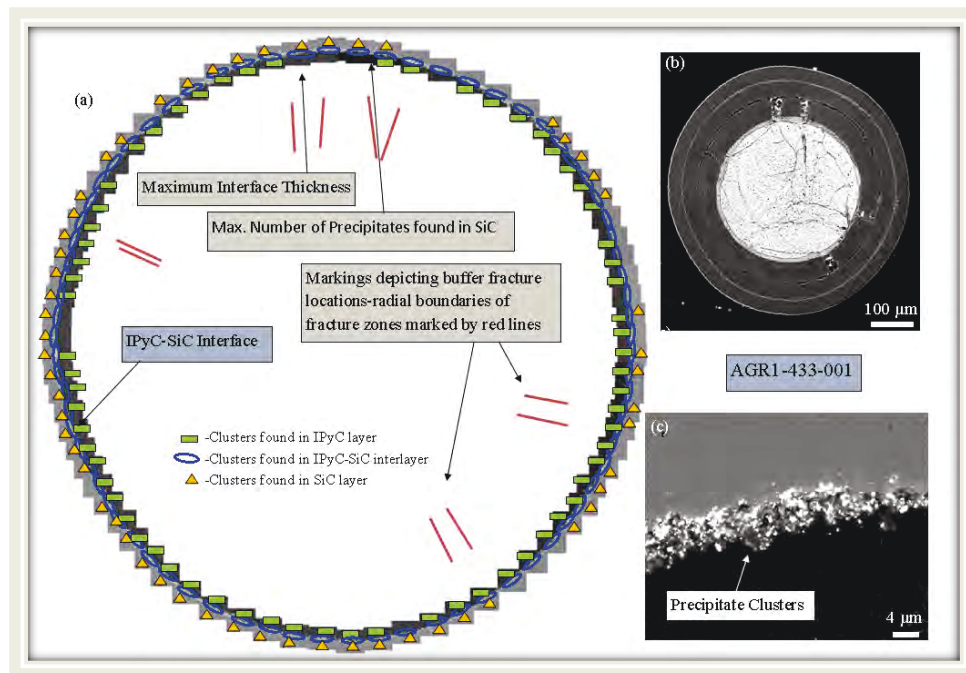 (a)
Maximum Interface Thickness
Max. Number of Precipitates found in SiC
Markings depicting buffer fracture
locations-radial boundaries of
fracture zones marked by red lines
IPyC-SiC Interface
-Clusters found in IPyC layer
-Clusters found in IPyC-SiC interlayer
-Clusters found in SiC layer
(b)
100 µm
AGR1-433-001
(c)
Precipitate Clusters
4 µm